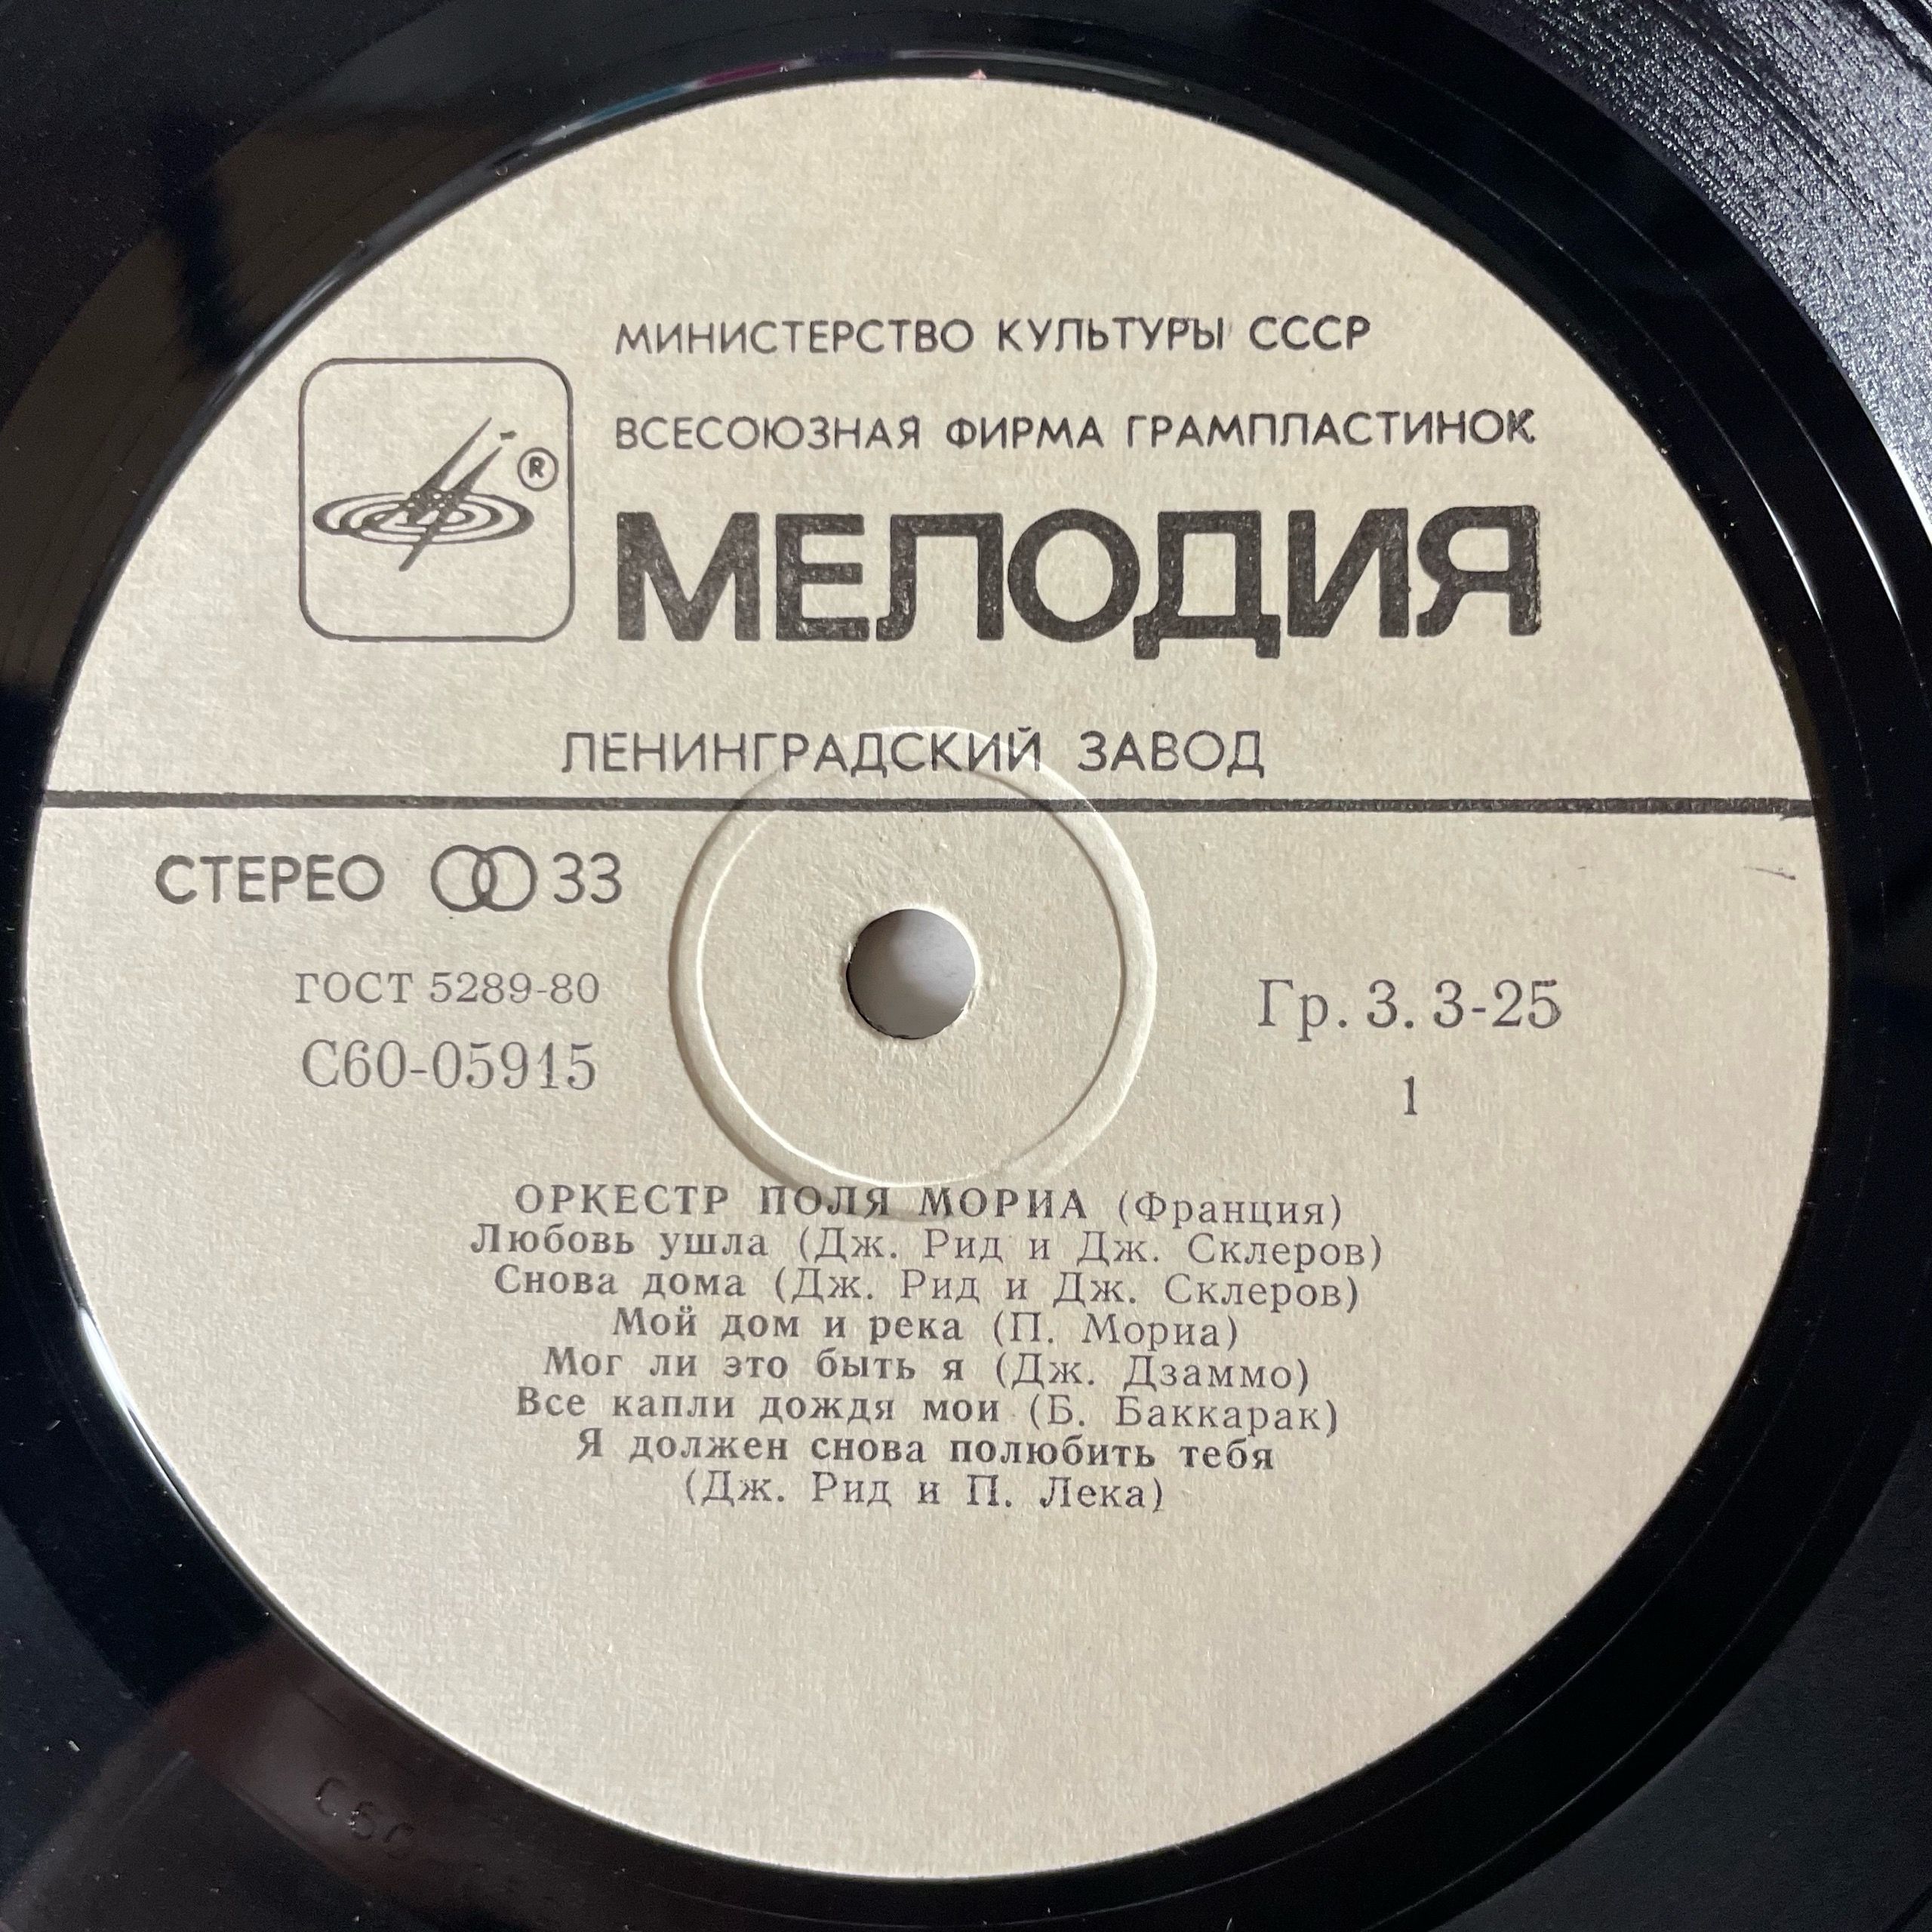 МИНИСТЕРСТВО КУЛЬТУРЫ СССР
ВСЕСОЮЗНАЯ ФИРМА ГРАМПЛАСТИНОК
®
МЕЛОДИЯ
ЛЕНИНГРАДСКИЙ ЗАВОД
СТЕРЕО 33
ГОСТ 5289-80
С60-05915
Гр. 3. 3-25
1
ОРКЕСТР ПОЛЯ МОРИА (Франция)
Любовь ушла (Дж. Рид и Дж. Склеров)
Снова дома (Дж. Рид и Дж. Склеров)
Мой дом и река (П. Мориа)
Мог ли это быть я (Дж. Дзаммо)
Все капли дождя мои (Б. Баккарак)
Я должен снова полюбить тебя
(Дж. Рид и П. Лека)
С60